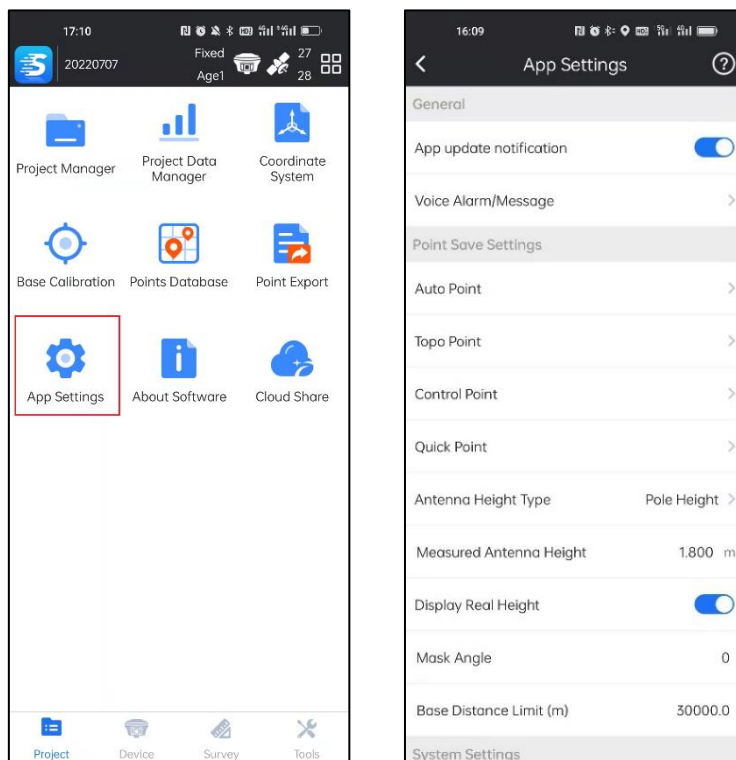 17:10
20220707
Fixed
Age1
27
28
Project Manager
Project Data
Manager
Coordinate
System
Base Calibration
Points Database
Point Export
App Settings
About Software
Cloud Share
Project
Device
Survey
Tools
16:09
App Settings
General
App update notification
Voice Alarm/Message
Point Save Settings
Auto Point
Topo Point
Control Point
Quick Point
Antenna Height Type Pole Height
Measured Antenna Height 1.800 m
Display Real Height
Mask Angle 0
Base Distance Limit (m) 30000.0
System Settings